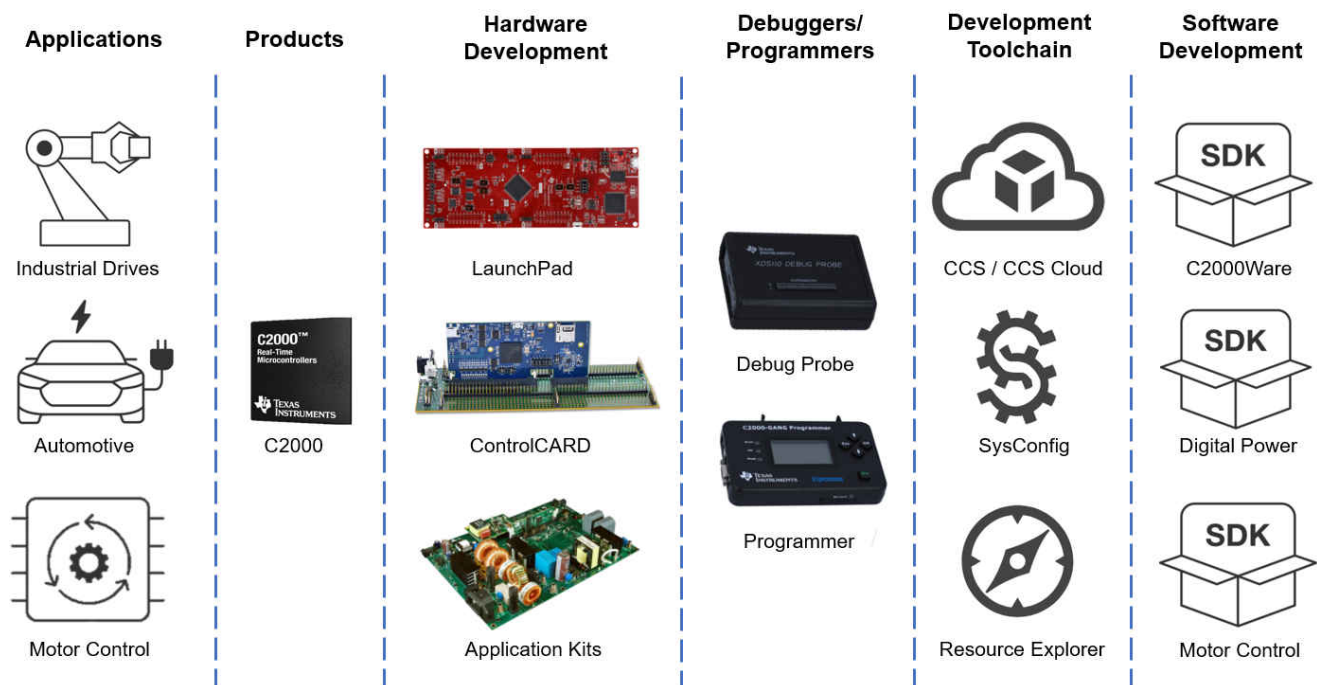 Applications
Products
Hardware
Development
Debuggers/
Programmers
Development
Toolchain
Software
Development
Industrial Drives
Automotive
Motor Control
C2000™
Real-Time
Microcontrollers
TEXAS
INSTRUMENTS
C2000
LaunchPad
ControlCARD
Application Kits
TEXAS
INSTRUMENTS
XDS110 DEBUG PROBE
Debug Probe
C2000-GANG Programmer
TEXAS
INSTRUMENTS
Programmer
CCS / CCS Cloud
SysConfig
Resource Explorer
SDK
C2000Ware
SDK
Digital Power
SDK
Motor Control